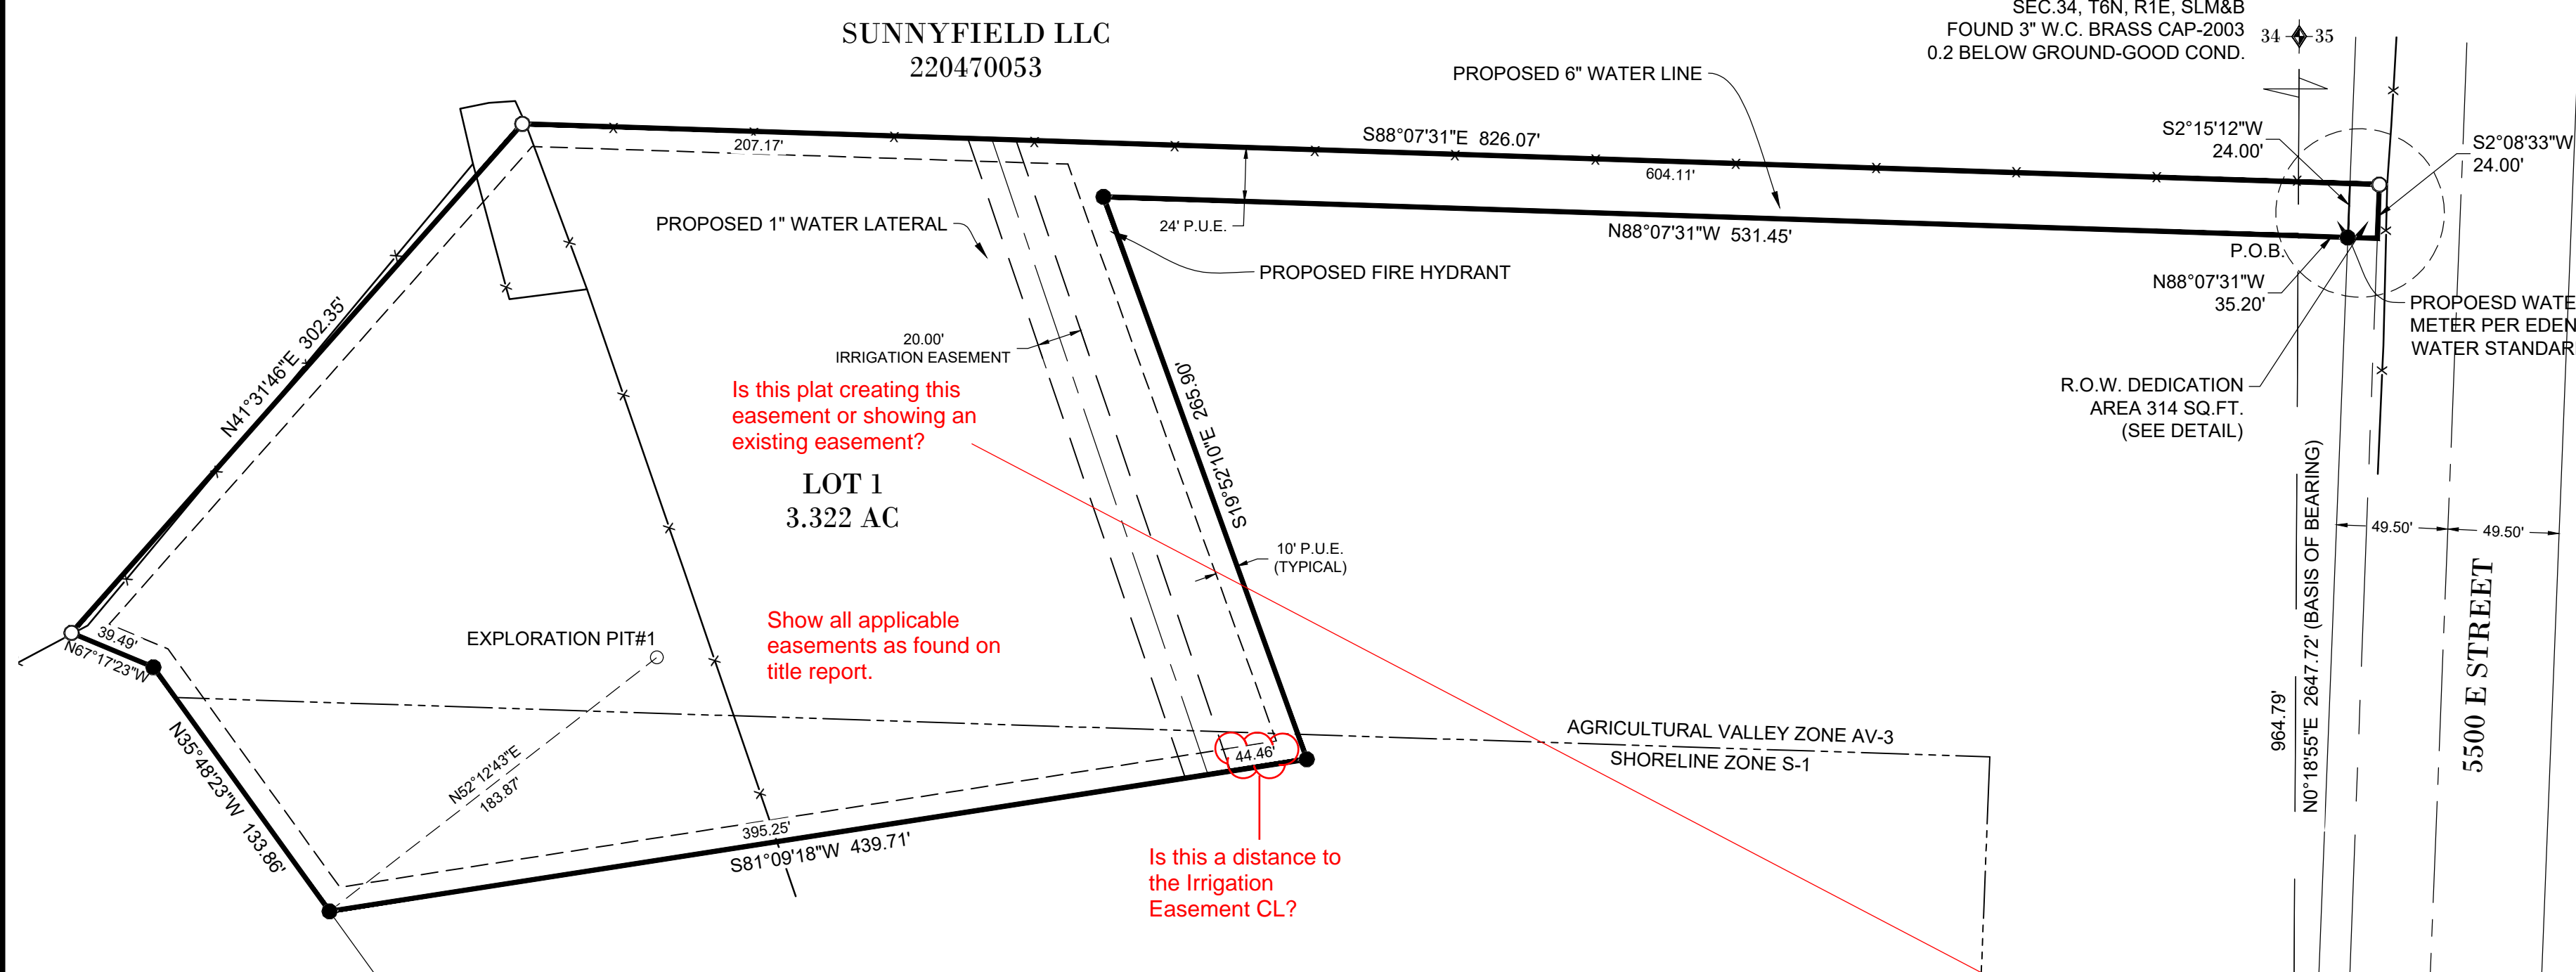 SUNNYFIELD LLC
220470053
SEC.34, T6N, R1E, SLM&B
FOUND 3" W.C. BRASS CAP-2003
0.2 BELOW GROUND-GOOD COND.
34
35
PROPOSED 6" WATER LINE
S88°07'31"E 826.07'
207.17'
604.11'
S2°15'12"W
24.00'
S2°08'33"W
24.00'
PROPOSED 1" WATER LATERAL
24' P.U.E.
N88°07'31"W 531.45'
P.O.B.
PROPOSED FIRE HYDRANT
N88°07'31"W
35.20'
PROPOESD WATE
METER PER EDEN
WATER STANDAR
N41°31'46"E 302.35'
20.00'
IRRIGATION EASEMENT
Is this plat creating this
easement or showing an
existing easement?
S19°52'10"E 265.90'
R.O.W. DEDICATION
AREA 314 SQ.FT.
(SEE DETAIL)
LOT 1
3.322 AC
10' P.U.E.
(TYPICAL)
49.50'
49.50'
N0°18'55"E 2647.72' (BASIS OF BEARING)
964.79'
5500 E STREET
Show all applicable
easements as found on
title report.
EXPLORATION PIT#1
39.49'
N67°17'23"W
N35°48'23"W 133.86'
N52°12'43"E
183.87'
AGRICULTURAL VALLEY ZONE AV-3
SHORELINE ZONE S-1
44.46'
395.25'
S81°09'18"W 439.71'
Is this a distance to
the Irrigation
Easement CL?